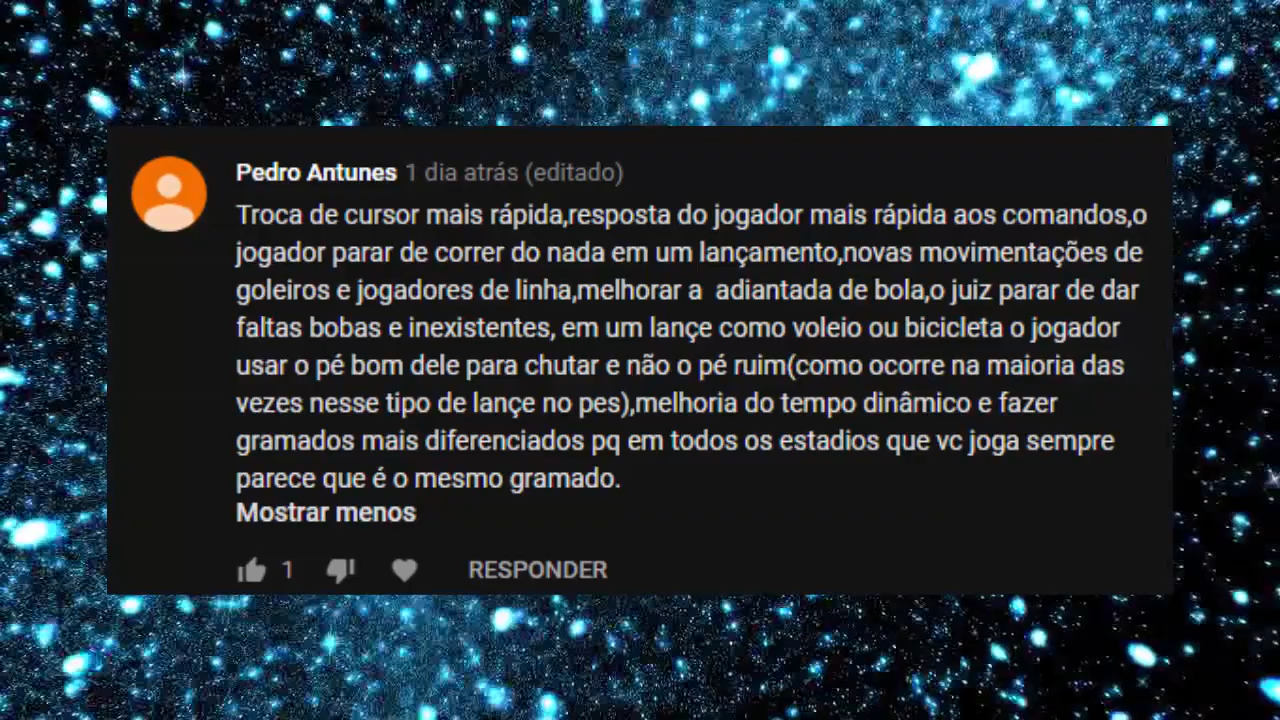 Pedro Antunes 1 dia atrás (editado)
Troca de cursor mais rápida,resposta do jogador mais rápida aos comandos,o
jogador parar de correr do nada em um lançamento,novas movimentações de
goleiros e jogadores de linha,melhorar a  adiantada de bola,o juiz parar de dar
faltas bobas e inexistentes, em um lançe como voleio ou bicicleta o jogador
usar o pé bom dele para chutar e não o pé ruim(como ocorre na maioria das
vezes nesse tipo de lançe no pes),melhoria do tempo dinâmico e fazer
gramados mais diferenciados pq em todos os estadios que vc joga sempre
parece que é o mesmo gramado.
Mostrar menos
1 RESPONDER